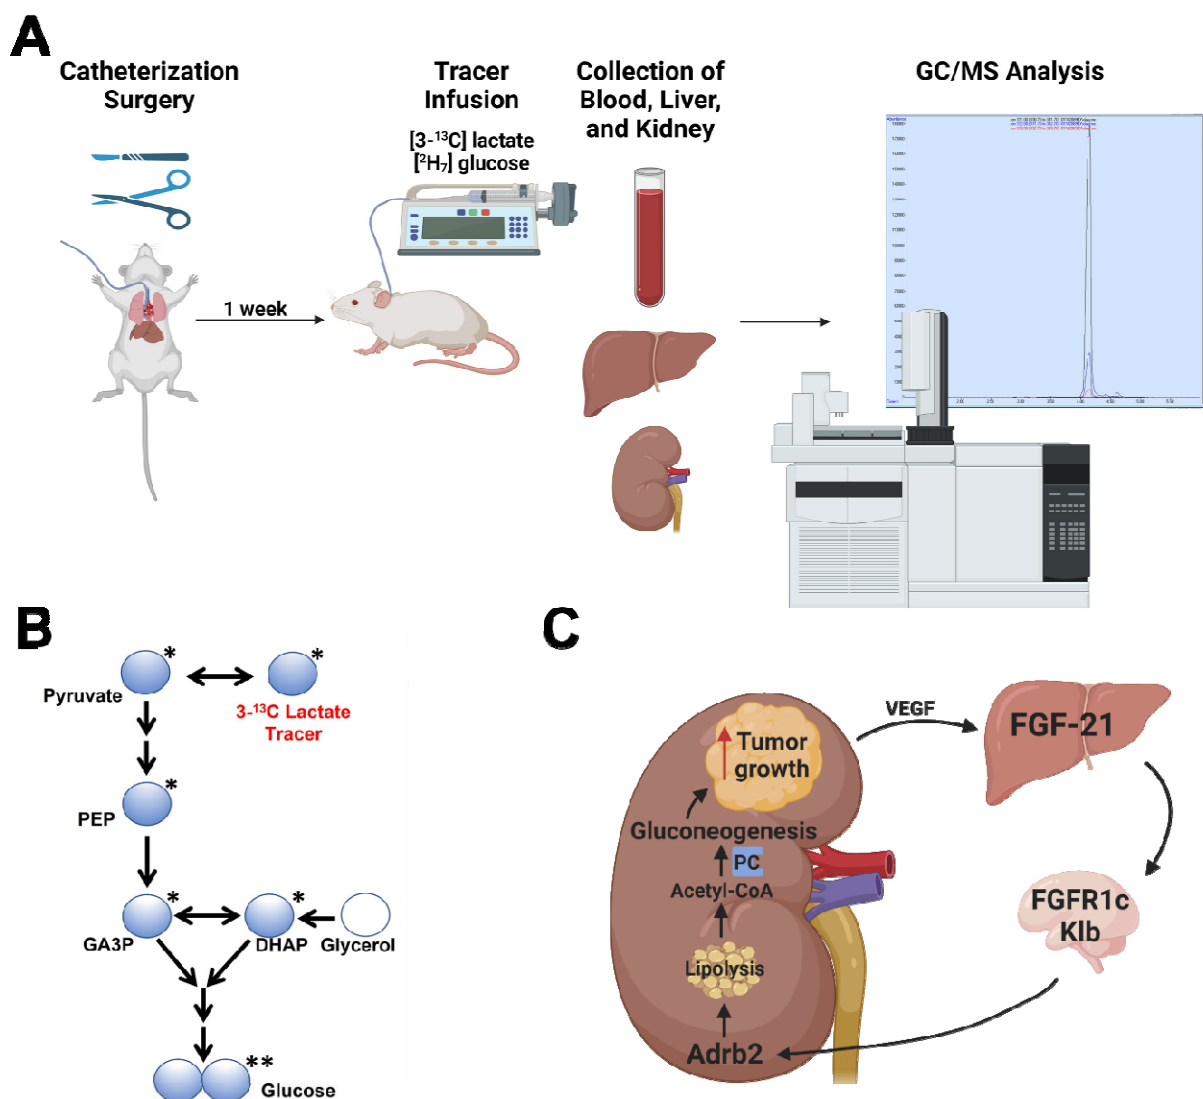 A
Catheterization
Surgery
Tracer
Infusion
[3-¹³C] lactate
[²H₇] glucose
Collection of
Blood, Liver,
and Kidney
GC/MS Analysis
1 week
Abundance
B
*
*
Pyruvate
3-¹³C Lactate
Tracer
*
PEP
*
*
GA3P
DHAP
Glycerol
**
Glucose
C
Tumor
growth
VEGF
FGF-21
Gluconeogenesis
PC
Acetyl-CoA
FGFR1c
Klb
Lipolysis
Adrb2